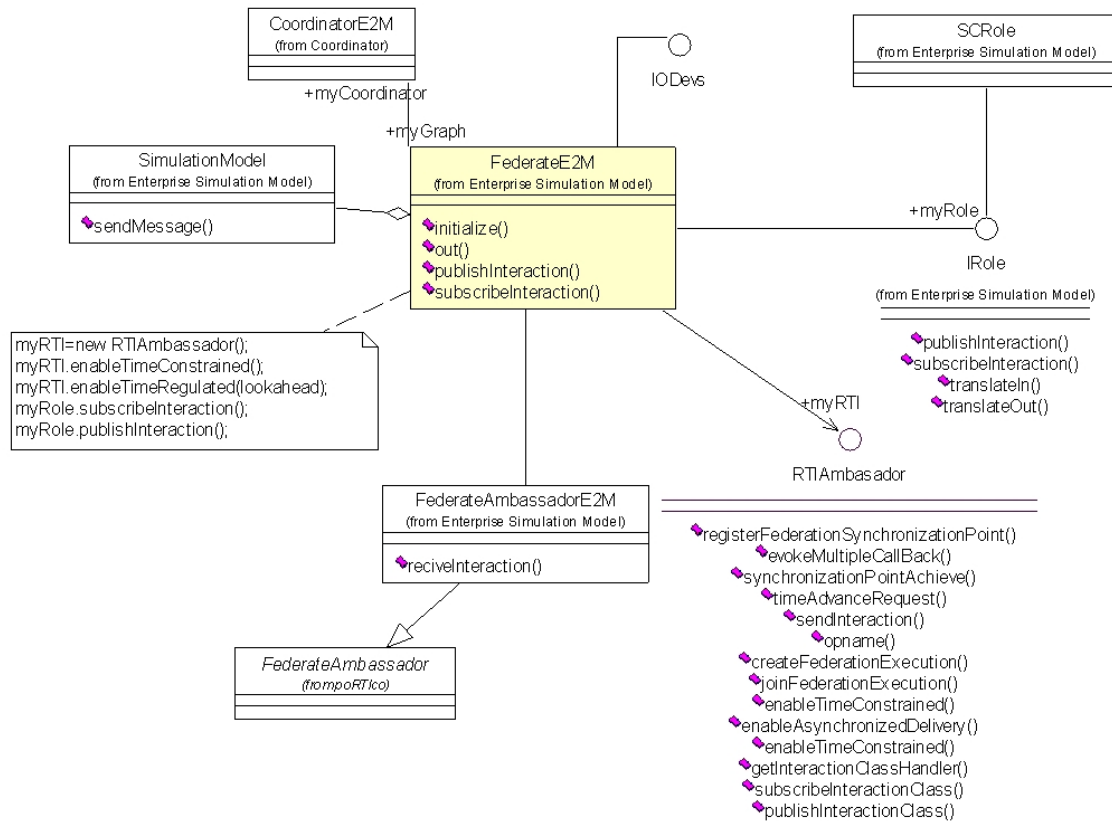 CoordinatorE2M
(from Coordinator)
+myCoordinator
+myGraph
IODevs
SCRole
(from Enterprise Simulation Model)
SimulationModel
(from Enterprise Simulation Model)
sendMessage()
FederateE2M
(from Enterprise Simulation Model)
initialize()
out()
publishInteraction()
subscribeInteraction()
+myRole
IRole
(from Enterprise Simulation Model)
publishInteraction()
subscribeInteraction()
translateIn()
translateOut()
myRTI=new RTIAmbassador();
myRTI.enableTimeConstrained();
myRTI.enableTimeRegulated(lookahead);
myRole.subscribeInteraction();
myRole.publishInteraction();
+myRTI
RTIAmbasador
registerFederationSynchronizationPoint()
evokeMultipleCallBack()
synchronizationPointAchieve()
timeAdvanceRequest()
sendInteraction()
opname()
createFederationExecution()
joinFederationExecution()
enableTimeConstrained()
enableAsynchronizedDelivery()
enableTimeConstrained()
getInteractionClassHandler()
subscribeInteractionClass()
publishInteractionClass()
FederateAmbassadorE2M
(from Enterprise Simulation Model)
reciveInteraction()
FederateAmbassador
(frompoRTIco)